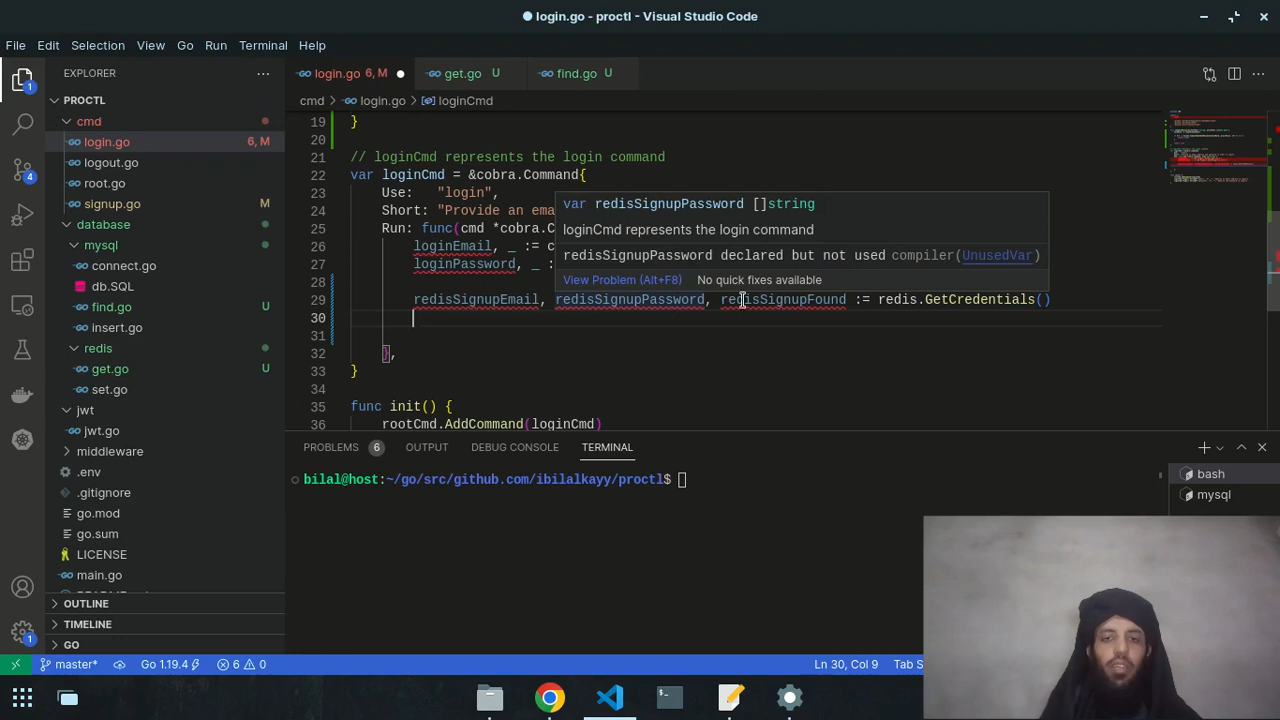 login.go - proctl - Visual Studio Code
File Edit Selection View Go Run Terminal Help
EXPLORER
login.go 6, M
get.go U
find.go U
PROCTL
cmd > login.go > loginCmd
cmd
login.go 6, M
logout.go
root.go
signup.go M
database
mysql
connect.go
db.SQL
find.go U
insert.go
redis
get.go U
set.go
jwt
jwt.go
middleware
.env
.gitignore
go.mod
go.sum
LICENSE
main.go
OUTLINE
TIMELINE
GO
1
4
1
19 }
20
21 // loginCmd represents the login command
22 var loginCmd = &cobra.Command{
23 Use: "login",
24 Short: "Provide an ema
25 Run: func(cmd *cobra.C
26 loginEmail, _ := c
27 loginPassword, _ :
28
29 redisSignupEmail, redisSignupPassword, redisSignupFound := redis.GetCredentials()
30
31
32 },
33 }
34
35 func init() {
36 rootCmd.AddCommand(loginCmd)
var redisSignupPassword []string
loginCmd represents the login command
redisSignupPassword declared but not used compiler(UnusedVar)
View Problem (Alt+F8) No quick fixes available
PROBLEMS 6 OUTPUT DEBUG CONSOLE TERMINAL
bilal@host:~/go/src/github.com/ibilalkayy/proctl$
bash
mysql
master* Go 1.19.4 6 0 Ln 30, Col 9